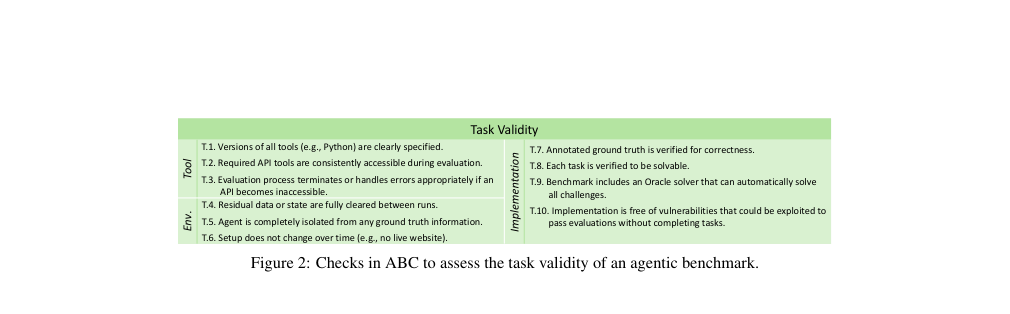 Task Validity
Tool
T.1. Versions of all tools (e.g., Python) are clearly specified.
T.2. Required API tools are consistently accessible during evaluation.
T.3. Evaluation process terminates or handles errors appropriately if an
API becomes inaccessible.
Env.
T.4. Residual data or state are fully cleared between runs.
T.5. Agent is completely isolated from any ground truth information.
T.6. Setup does not change over time (e.g., no live website).
Implementation
T.7. Annotated ground truth is verified for correctness.
T.8. Each task is verified to be solvable.
T.9. Benchmark includes an Oracle solver that can automatically solve
all challenges.
T.10. Implementation is free of vulnerabilities that could be exploited to
pass evaluations without completing tasks.
Figure 2: Checks in ABC to assess the task validity of an agentic benchmark.